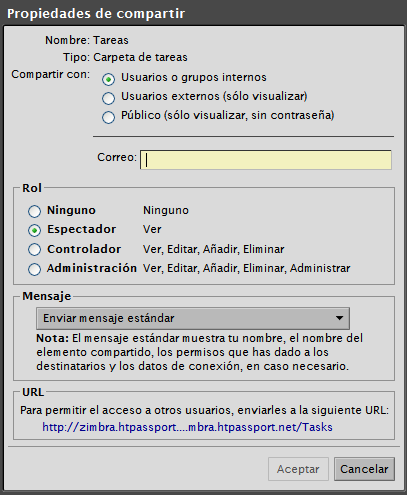 Propiedades de compartir
Nombre: Tareas
Tipo: Carpeta de tareas
Compartir con: Usuarios o grupos internos
Usuarios externos (sólo visualizar)
Público (sólo visualizar, sin contraseña)
Correo:
Rol
Ninguno Ninguno
Espectador Ver
Controlador Ver, Editar, Añadir, Eliminar
Administración Ver, Editar, Añadir, Eliminar, Administrar
Mensaje
Enviar mensaje estándar
Nota: El mensaje estándar muestra tu nombre, el nombre del
elemento compartido, los permisos que has dado a los
destinatarios y los datos de conexión, en caso necesario.
URL
Para permitir el acceso a otros usuarios, enviarles a la siguiente URL:
http://zimbra.htpassport....mbra.htpassport.net/Tasks
Aceptar Cancelar